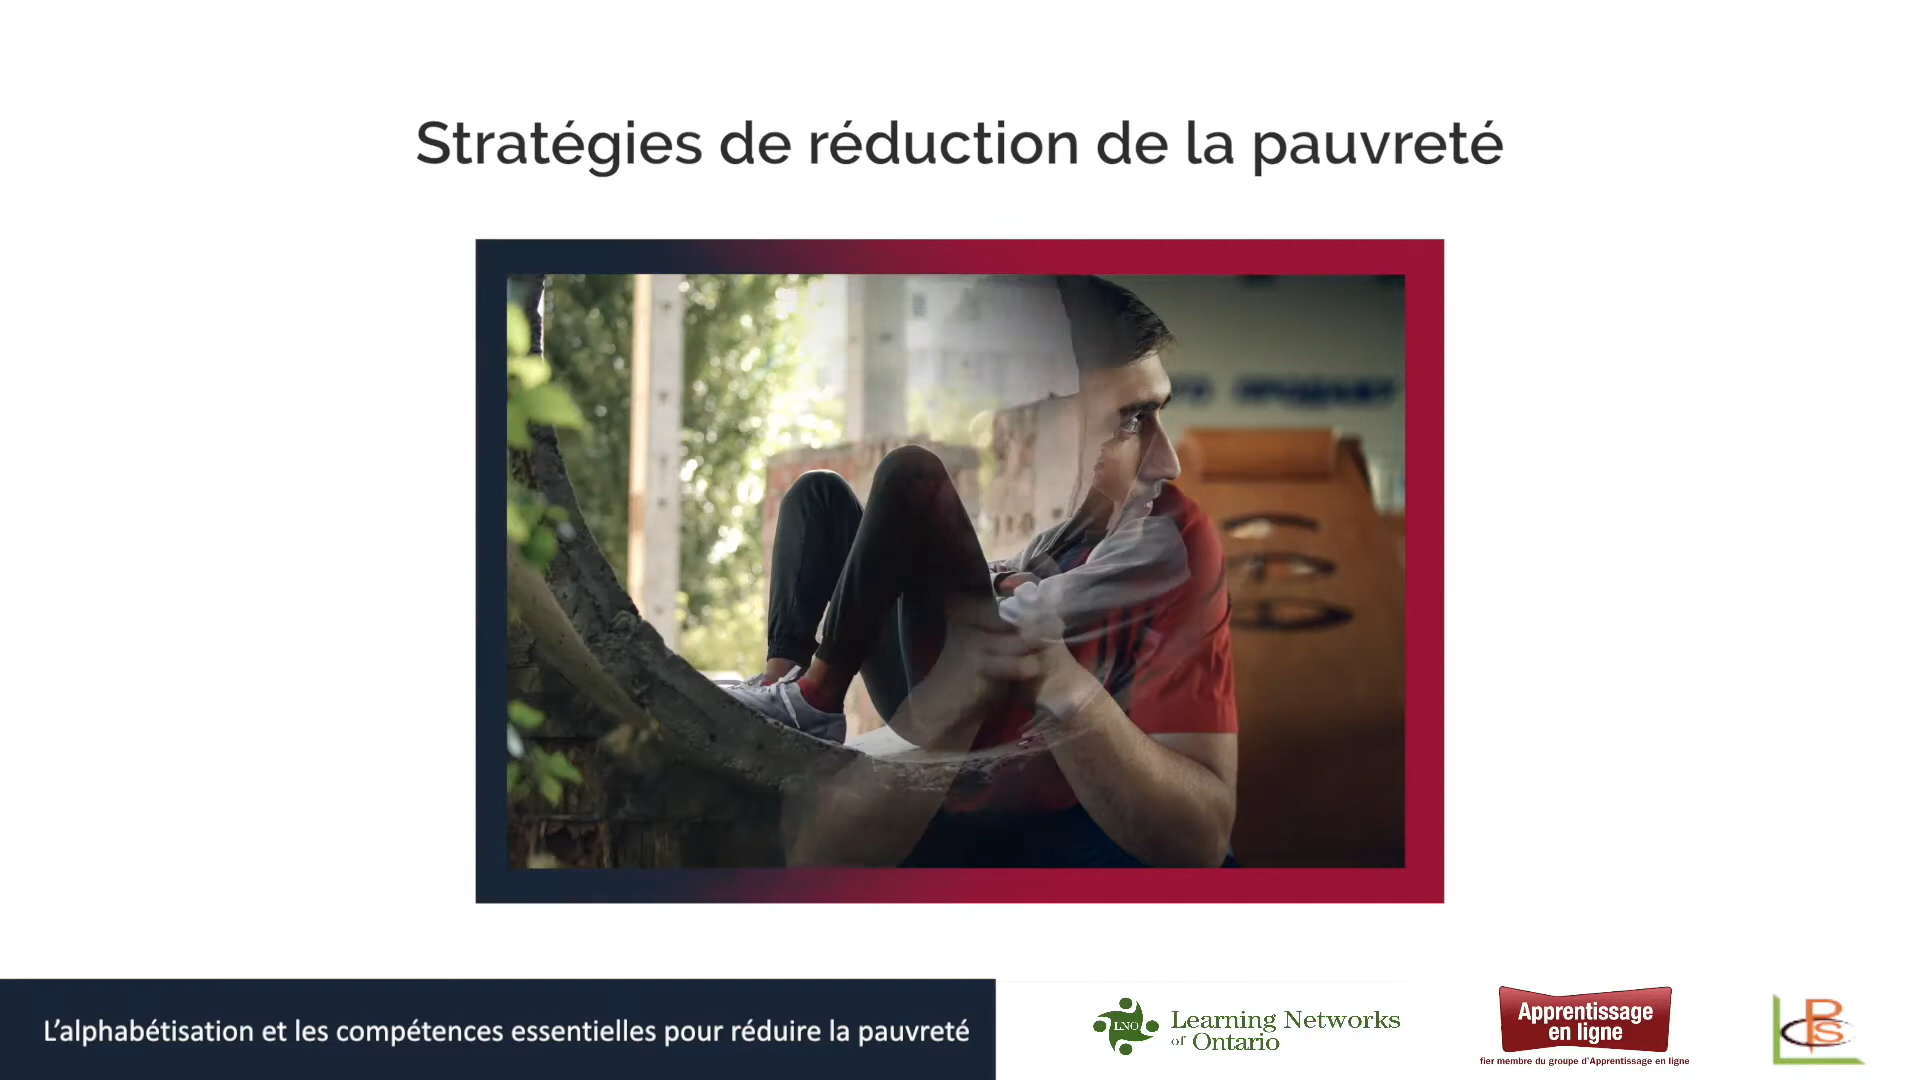 Stratégies de réduction de la pauvreté
L'alphabétisation et les compétences essentielles pour réduire la pauvreté
LNO
Learning Networks
of Ontario
Apprentissage
en ligne
fier membre du groupe d'Apprentissage en ligne